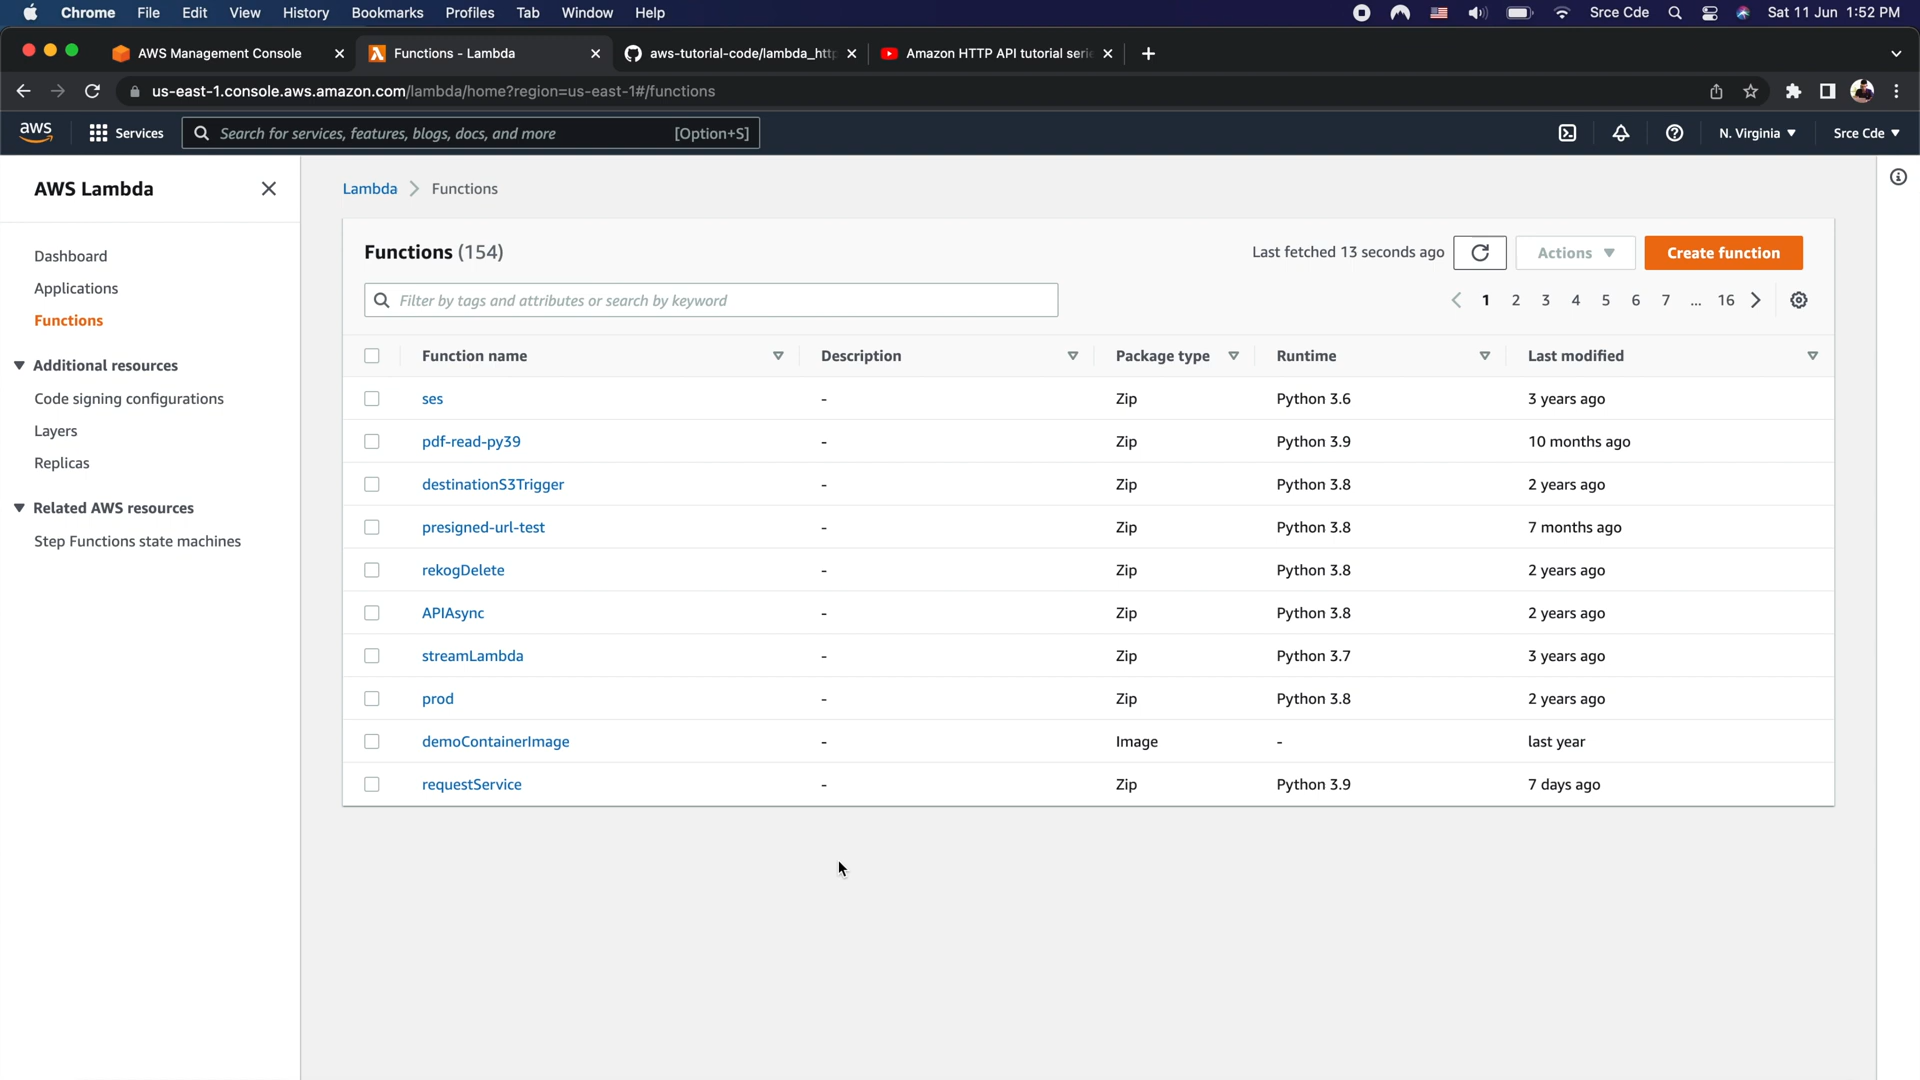 Chrome File Edit View History Bookmarks Profiles Tab Window Help Srce Cde Sat 11 Jun 1:52 PM
AWS Management Console Functions - Lambda aws-tutorial-code/lambda_http Amazon HTTP API tutorial serie
us-east-1.console.aws.amazon.com/lambda/home?region=us-east-1#/functions
aws Services Search for services, features, blogs, docs, and more [Option+S] N. Virginia Srce Cde
AWS Lambda
Dashboard
Applications
Functions
Additional resources
Code signing configurations
Layers
Replicas
Related AWS resources
Step Functions state machines
Lambda Functions
Functions (154) Last fetched 13 seconds ago Actions Create function
Filter by tags and attributes or search by keyword 1 2 3 4 5 6 7 ... 16
Function name Description Package type Runtime Last modified
ses - Zip Python 3.6 3 years ago
pdf-read-py39 - Zip Python 3.9 10 months ago
destinationS3Trigger - Zip Python 3.8 2 years ago
presigned-url-test - Zip Python 3.8 7 months ago
rekogDelete - Zip Python 3.8 2 years ago
APIAsync - Zip Python 3.8 2 years ago
streamLambda - Zip Python 3.7 3 years ago
prod - Zip Python 3.8 2 years ago
demoContainerImage - Image - last year
requestService - Zip Python 3.9 7 days ago